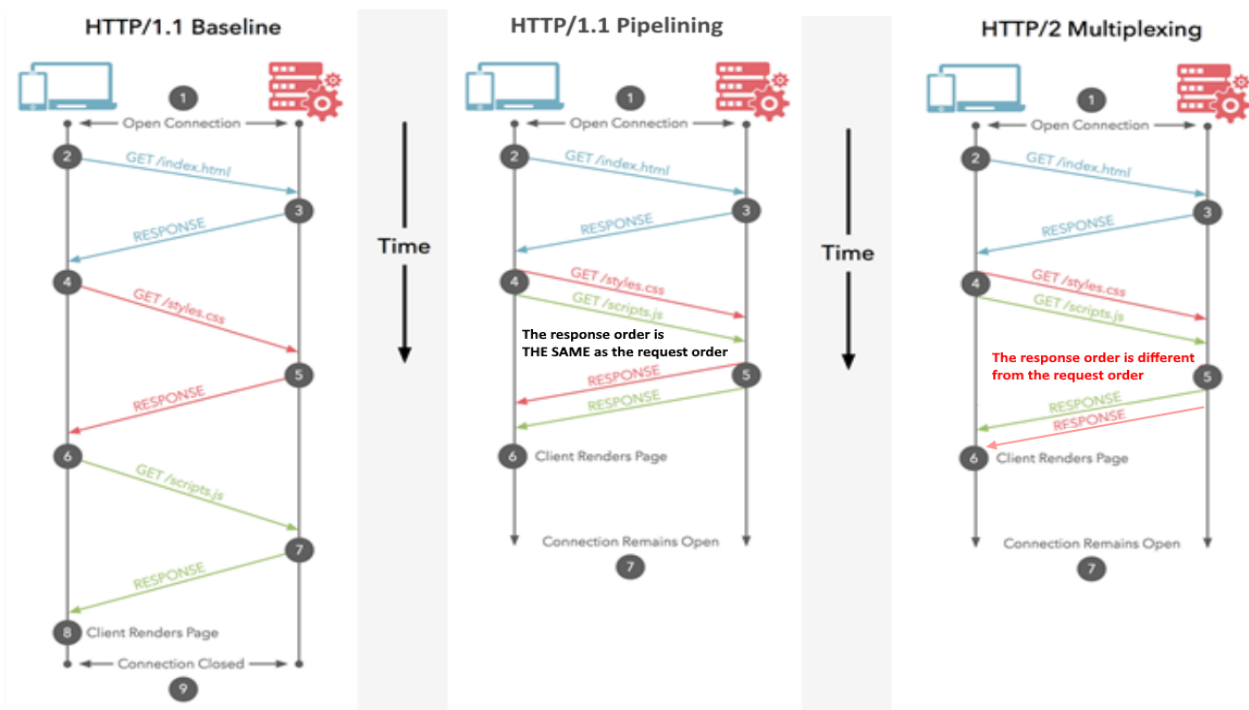 HTTP/1.1 Baseline
1
Open Connection
2
GET /index.html
3
RESPONSE
4
GET /styles.css
5
RESPONSE
6
GET /scripts.js
7
RESPONSE
8 Client Renders Page
Connection Closed
9
Time
HTTP/1.1 Pipelining
1
Open Connection
2
GET /index.html
3
RESPONSE
4
GET /styles.css
GET /scripts.js
The response order is
THE SAME as the request order
5
RESPONSE
RESPONSE
6 Client Renders Page
Connection Remains Open
7
Time
HTTP/2 Multiplexing
1
Open Connection
2
GET /index.html
3
RESPONSE
4
GET /styles.css
GET /scripts.js
The response order is different
from the request order
5
RESPONSE
RESPONSE
6 Client Renders Page
Connection Remains Open
7